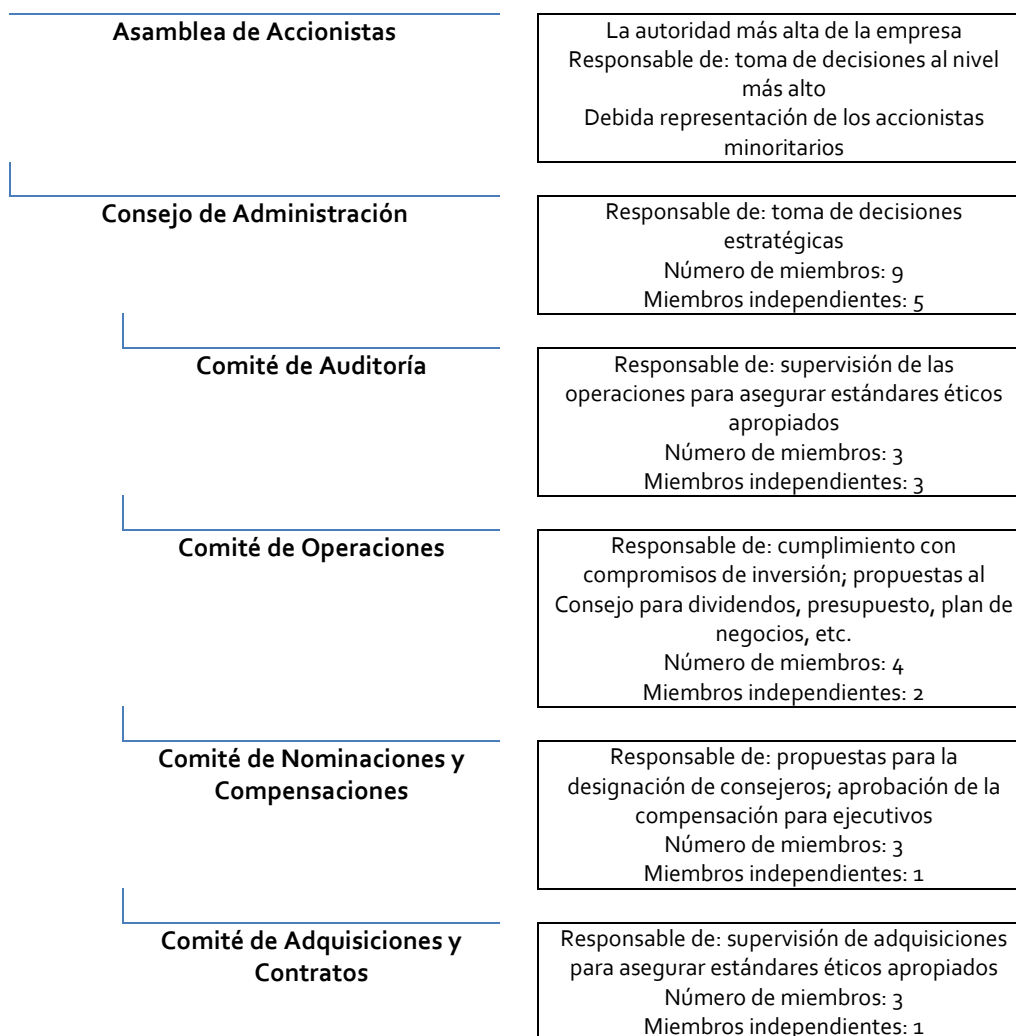 Asamblea de Accionistas
La autoridad más alta de la empresa
Responsable de: toma de decisiones al nivel
más alto
Debida representación de los accionistas
minoritarios
Consejo de Administración
Responsable de: toma de decisiones
estratégicas
Número de miembros: 9
Miembros independientes: 5
Comité de Auditoría
Responsable de: supervisión de las
operaciones para asegurar estándares éticos
apropiados
Número de miembros: 3
Miembros independientes: 3
Comité de Operaciones
Responsable de: cumplimiento con
compromisos de inversión; propuestas al
Consejo para dividendos, presupuesto, plan de
negocios, etc.
Número de miembros: 4
Miembros independientes: 2
Comité de Nominaciones y
Compensaciones
Responsable de: propuestas para la
designación de consejeros; aprobación de la
compensación para ejecutivos
Número de miembros: 3
Miembros independientes: 1
Comité de Adquisiciones y
Contratos
Responsable de: supervisión de adquisiciones
para asegurar estándares éticos apropiados
Número de miembros: 3
Miembros independientes: 1